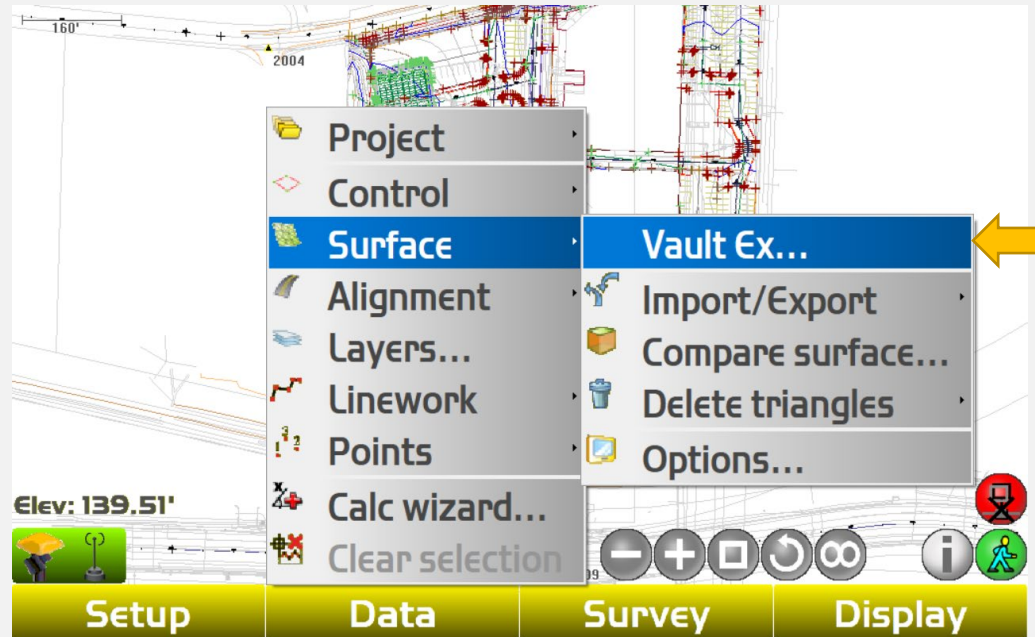 160'
2004
Project
Control
Surface
Vault Ex...
Alignment
Import/Export
Layers...
Compare surface...
Linework
Delete triangles
Points
Options...
Elev: 139.51'
Calc wizard...
Clear selection
Setup
Data
Survey
Display